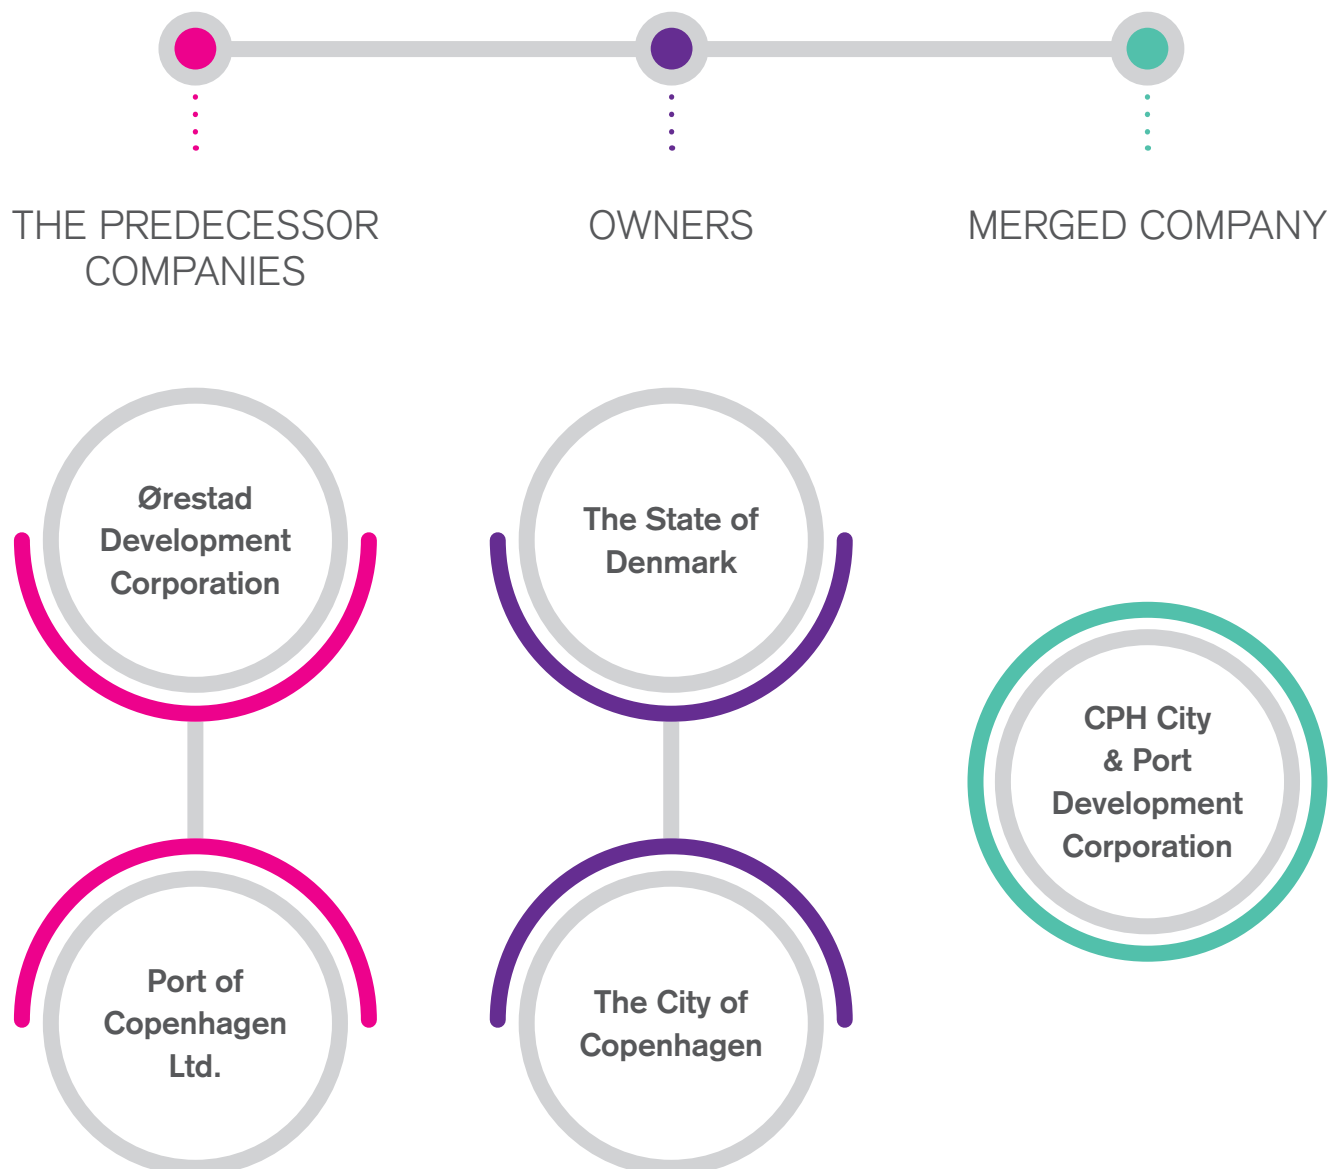 THE PREDECESSOR
COMPANIES
OWNERS
MERGED COMPANY
Ørestad
Development
Corporation
The State of
Denmark
CPH City
& Port
Development
Corporation
Port of
Copenhagen
Ltd.
The City of
Copenhagen